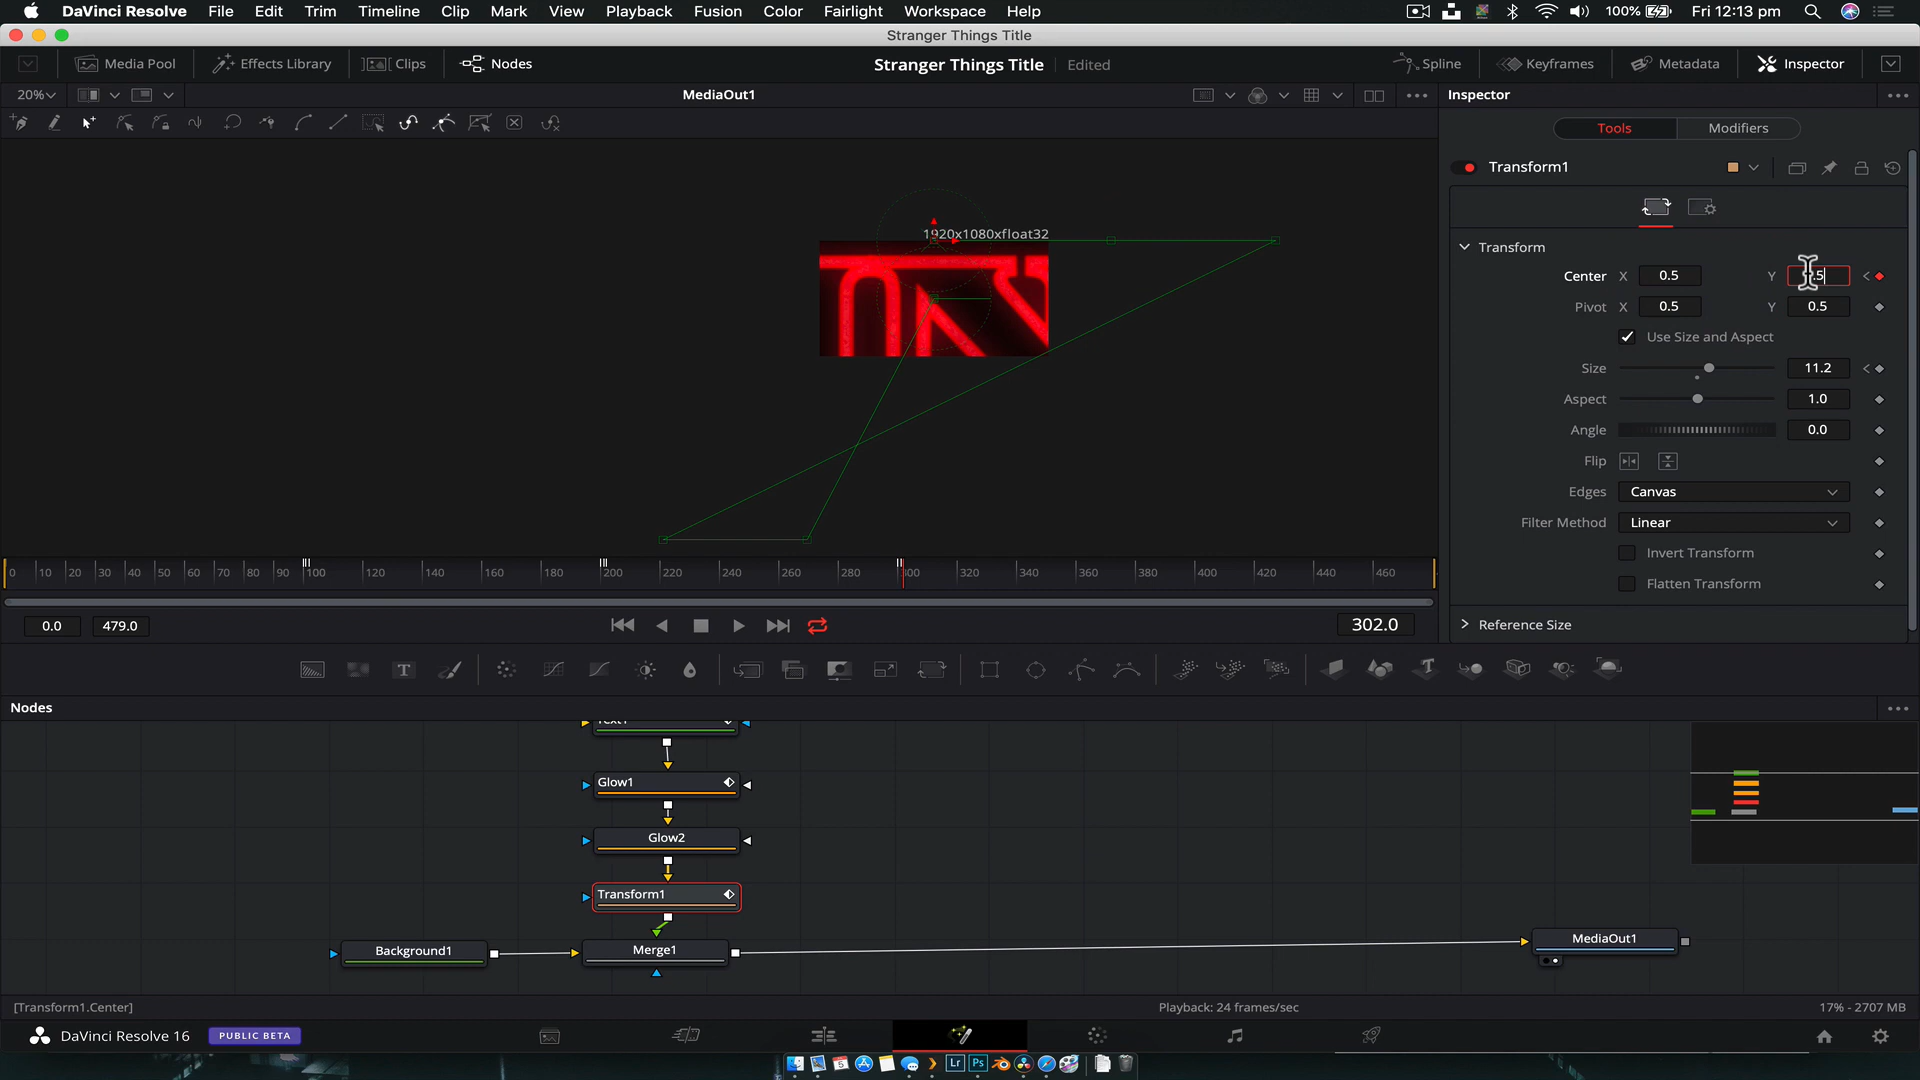 DaVinci Resolve File Edit Trim Timeline Clip Mark View Playback Fusion Color Fairlight Workspace Help 100% Fri 12:13 pm
Stranger Things Title
Media Pool Effects Library Clips Nodes Stranger Things Title Edited Spline Keyframes Metadata Inspector
20% MediaOut1 Inspector
Tools Modifiers
Transform1
1920x1080xfloat32
Transform
Center X 0.5 Y .5
Pivot X 0.5 Y 0.5
Use Size and Aspect
Size 11.2
Aspect 1.0
Angle 0.0
Flip
Edges Canvas
Filter Method Linear
Invert Transform
Flatten Transform
Reference Size
0 10 20 30 40 50 60 70 80 90 100 120 140 160 180 200 220 240 260 280 300 320 340 360 380 400 420 440 460
0.0 479.0 302.0
T T
Nodes
Text1
Glow1
Glow2
Transform1
Background1 Merge1 MediaOut1
[Transform1.Center] Playback: 24 frames/sec 17% - 2707 MB
DaVinci Resolve 16 PUBLIC BETA
Lr Ps